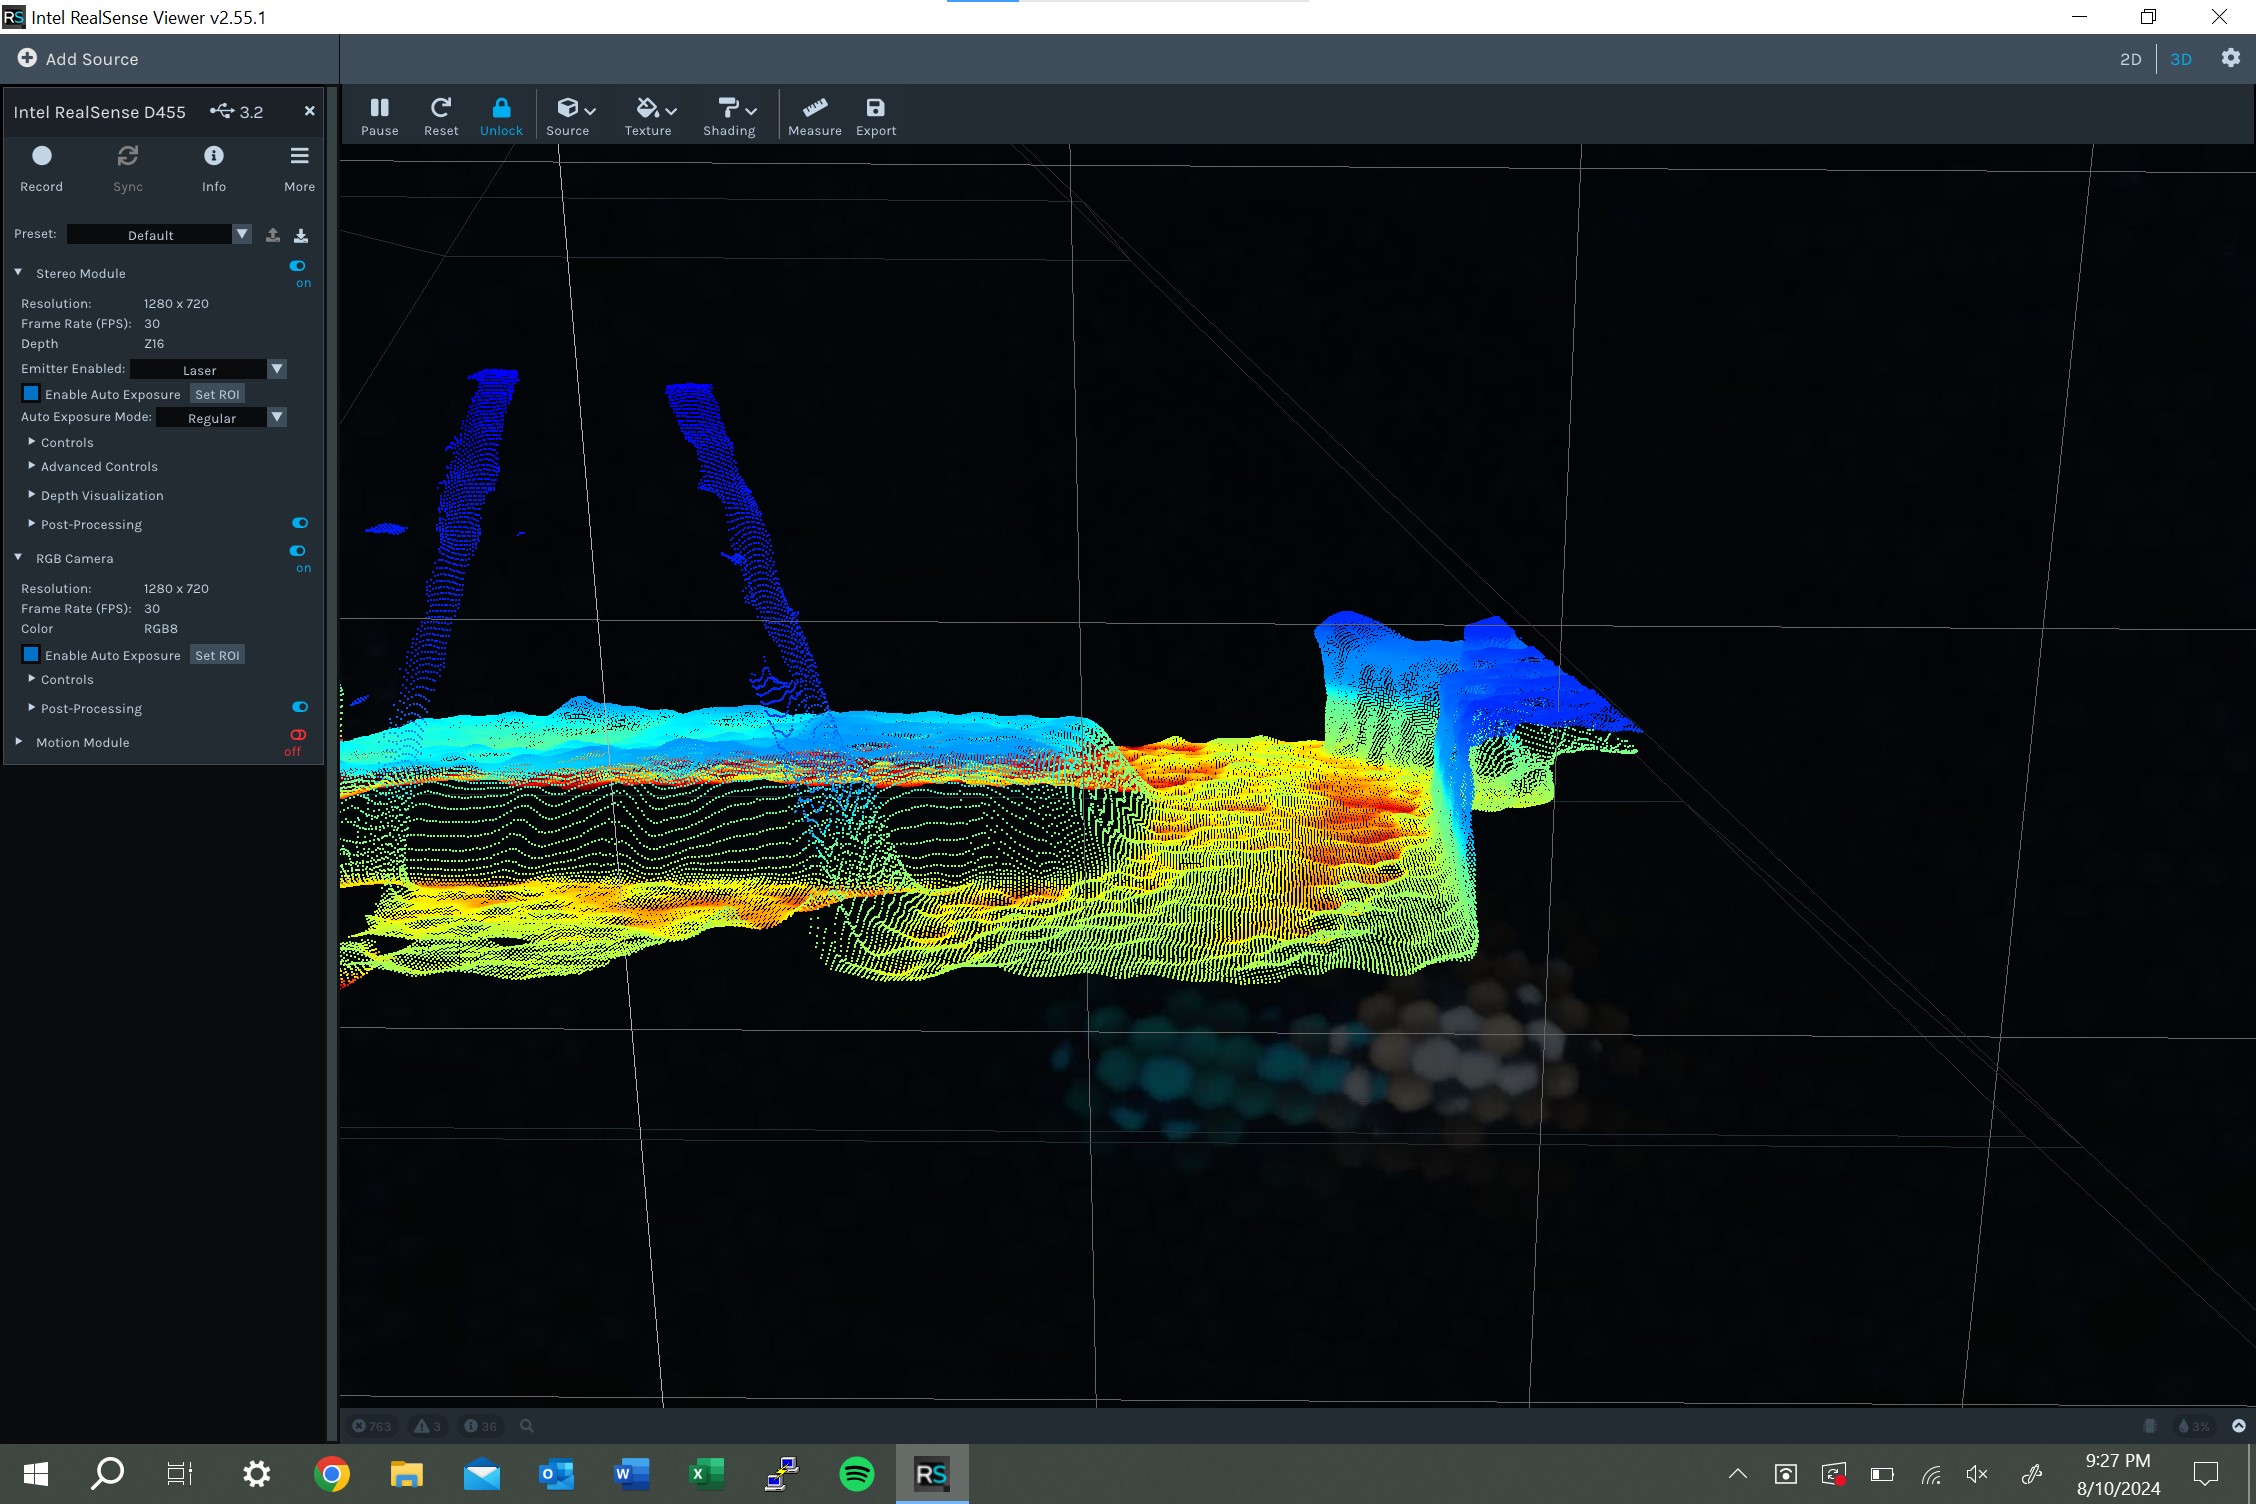 RS Intel RealSense Viewer v2.55.1
Add Source
2D 3D
Intel RealSense D455 3.2
Pause Reset Unlock Source Texture Shading Measure Export
Record Sync Info More
Preset: Default
Stereo Module
on
Resolution: 1280 x 720
Frame Rate (FPS): 30
Depth Z16
Emitter Enabled: Laser
Enable Auto Exposure Set ROI
Auto Exposure Mode: Regular
Controls
Advanced Controls
Depth Visualization
Post-Processing
RGB Camera
on
Resolution: 1280 x 720
Frame Rate (FPS): 30
Color RGB8
Enable Auto Exposure Set ROI
Controls
Post-Processing
Motion Module
off
763 3 36 3%
O W X RS
9:27 PM
8/10/2024